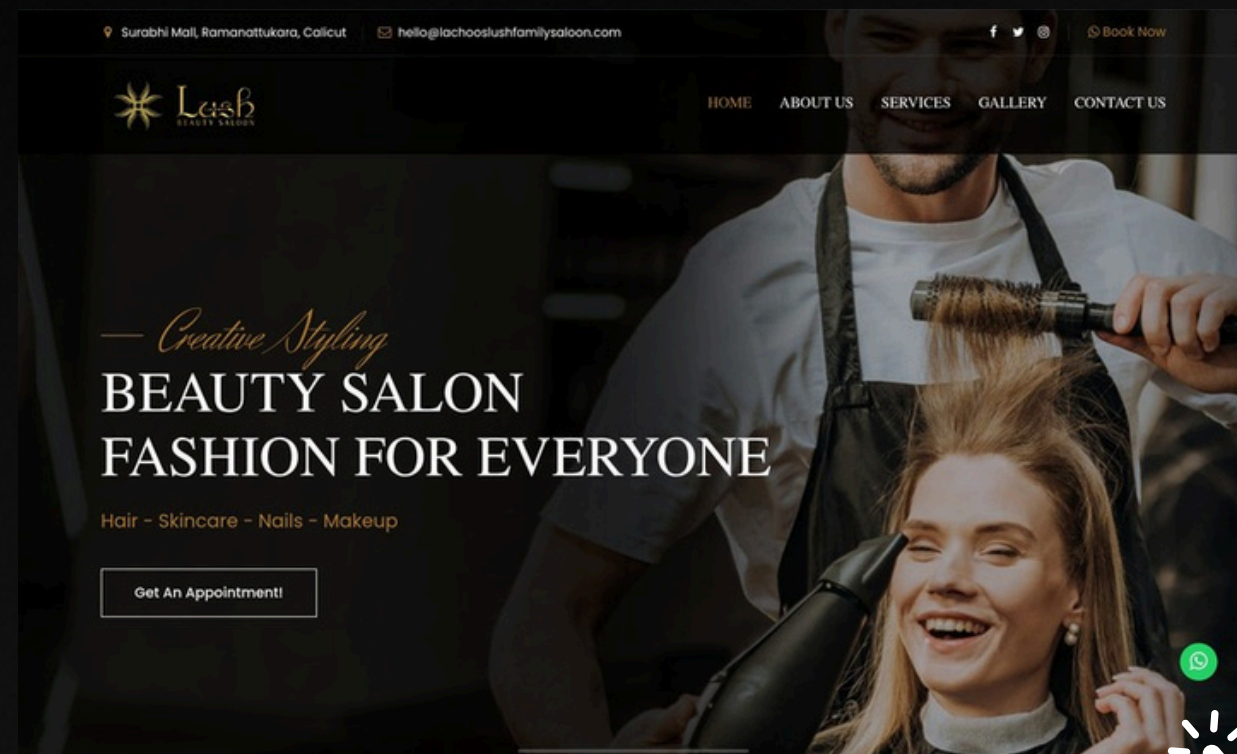 Surabhi Mall, Ramanattukara, Calicut hello@lachooslushfamilysaloon.com Book Now
Lush
BEAUTY SALOON
HOME ABOUT US SERVICES GALLERY CONTACT US
Creative Styling
BEAUTY SALON
FASHION FOR EVERYONE
Hair - Skincare - Nails - Makeup
Get An Appointment!